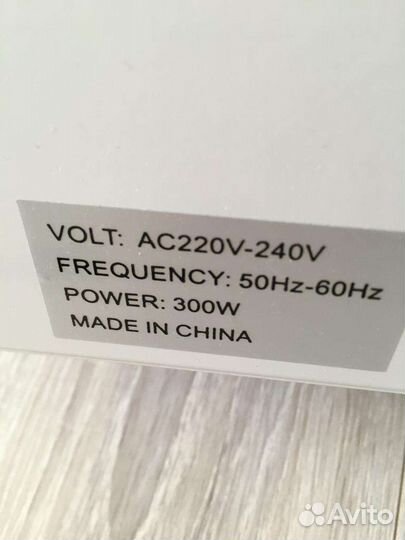 VOLT: AC220V-240V
FREQUENCY: 50Hz-60Hz
POWER: 300W
MADE IN CHINA
Avito